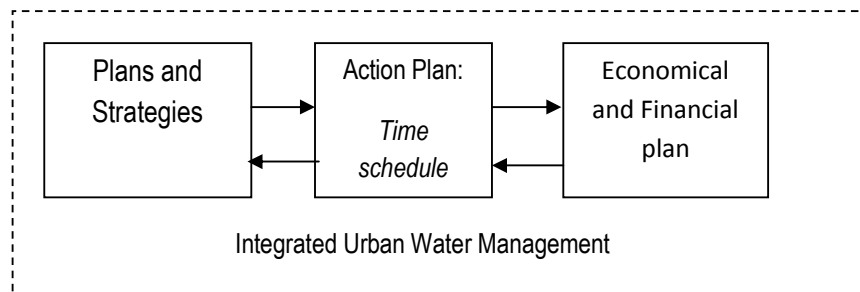 Plans and
Strategies
Action Plan:
Time
schedule
Economical
and Financial
plan
Integrated Urban Water Management